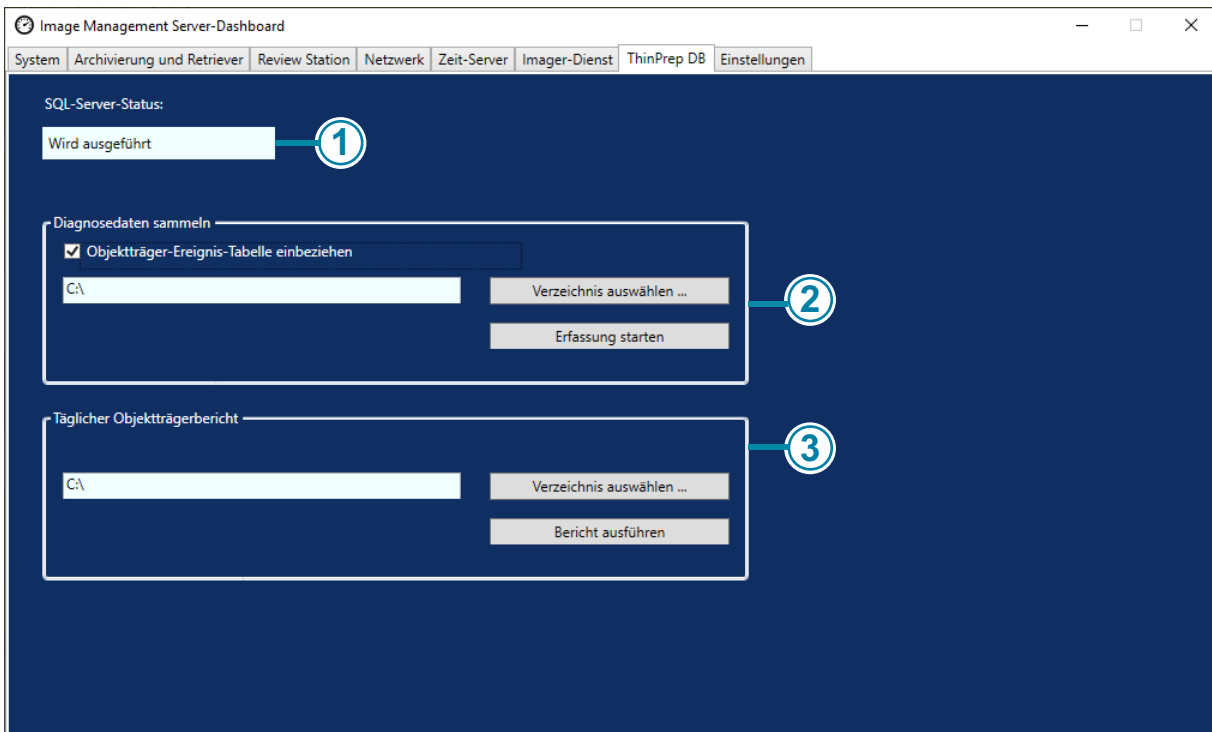 Image Management Server-Dashboard
System Archivierung und Retriever Review Station Netzwerk Zeit-Server Imager-Dienst ThinPrep DB Einstellungen
SQL-Server-Status:
Wird ausgeführt
1
Diagnosedaten sammeln
Objektträger-Ereignis-Tabelle einbeziehen
C:\ Verzeichnis auswählen ...
2
Erfassung starten
Täglicher Objektträgerbericht
3
C:\ Verzeichnis auswählen ...
Bericht ausführen